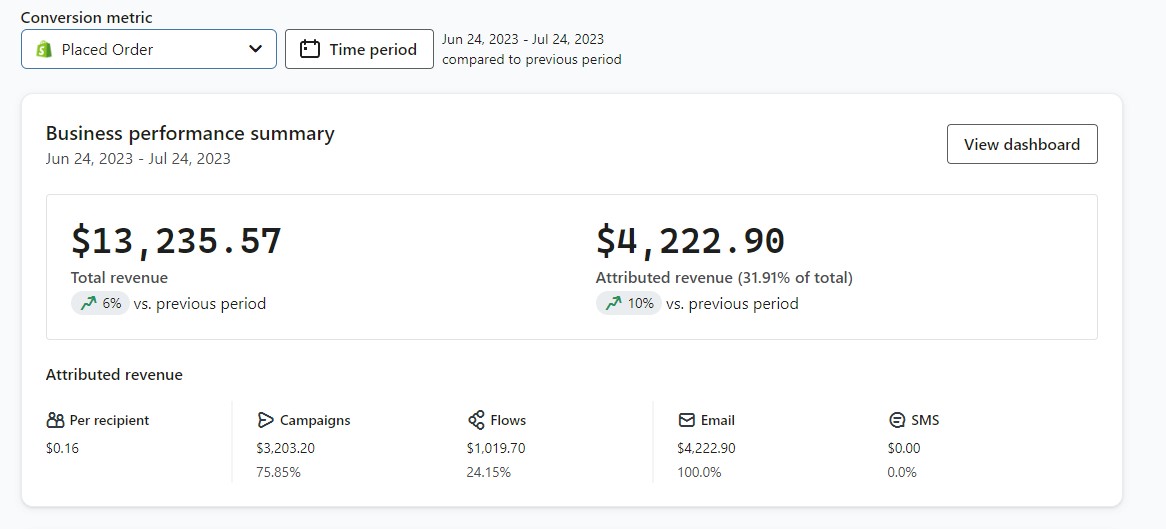 Conversion metric
Placed Order
Time period
Jun 24, 2023 - Jul 24, 2023
compared to previous period
Business performance summary
Jun 24, 2023 - Jul 24, 2023
View dashboard
$13,235.57
Total revenue
6% vs. previous period
$4,222.90
Attributed revenue (31.91% of total)
10% vs. previous period
Attributed revenue
Per recipient
$0.16
Campaigns
$3,203.20
75.85%
Flows
$1,019.70
24.15%
Email
$4,222.90
100.0%
SMS
$0.00
0.0%